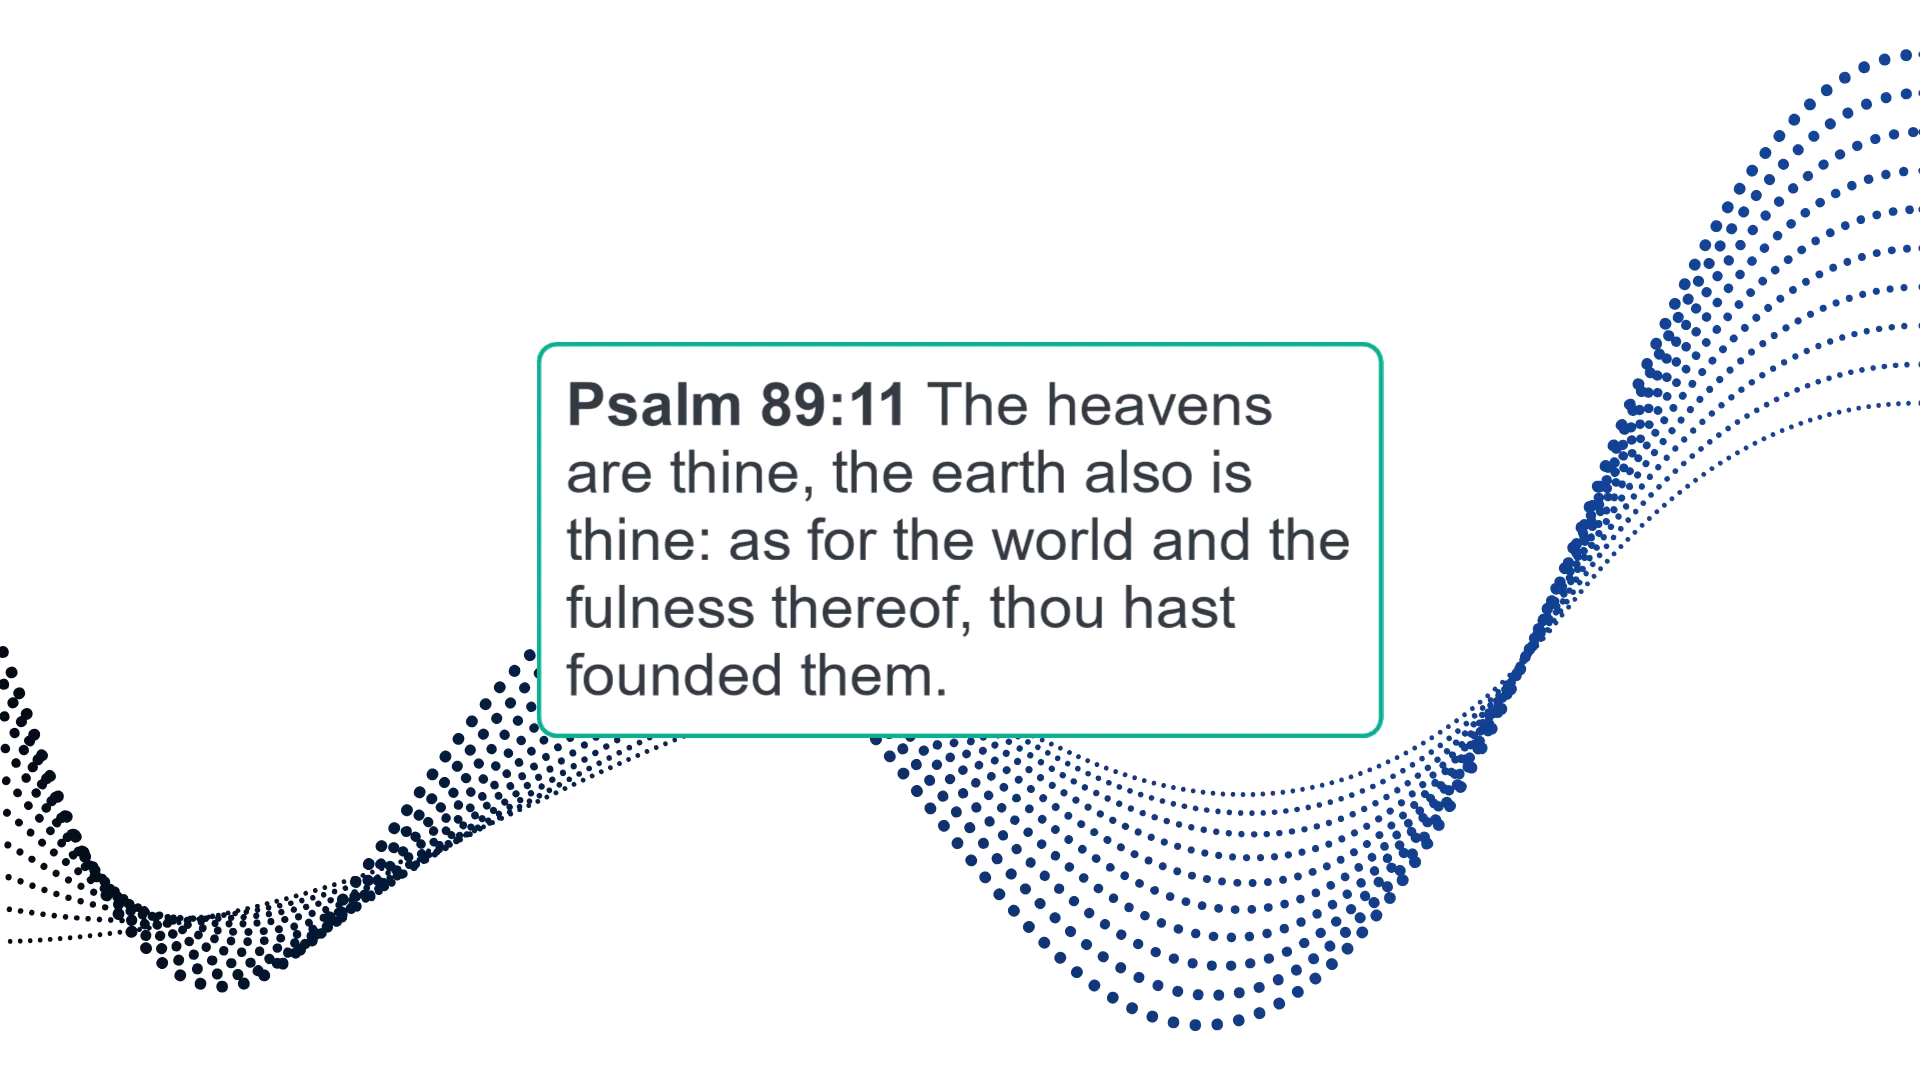 Psalm 89:11 The heavens
are thine, the earth also is
thine: as for the world and the
fulness thereof, thou hast
founded them.